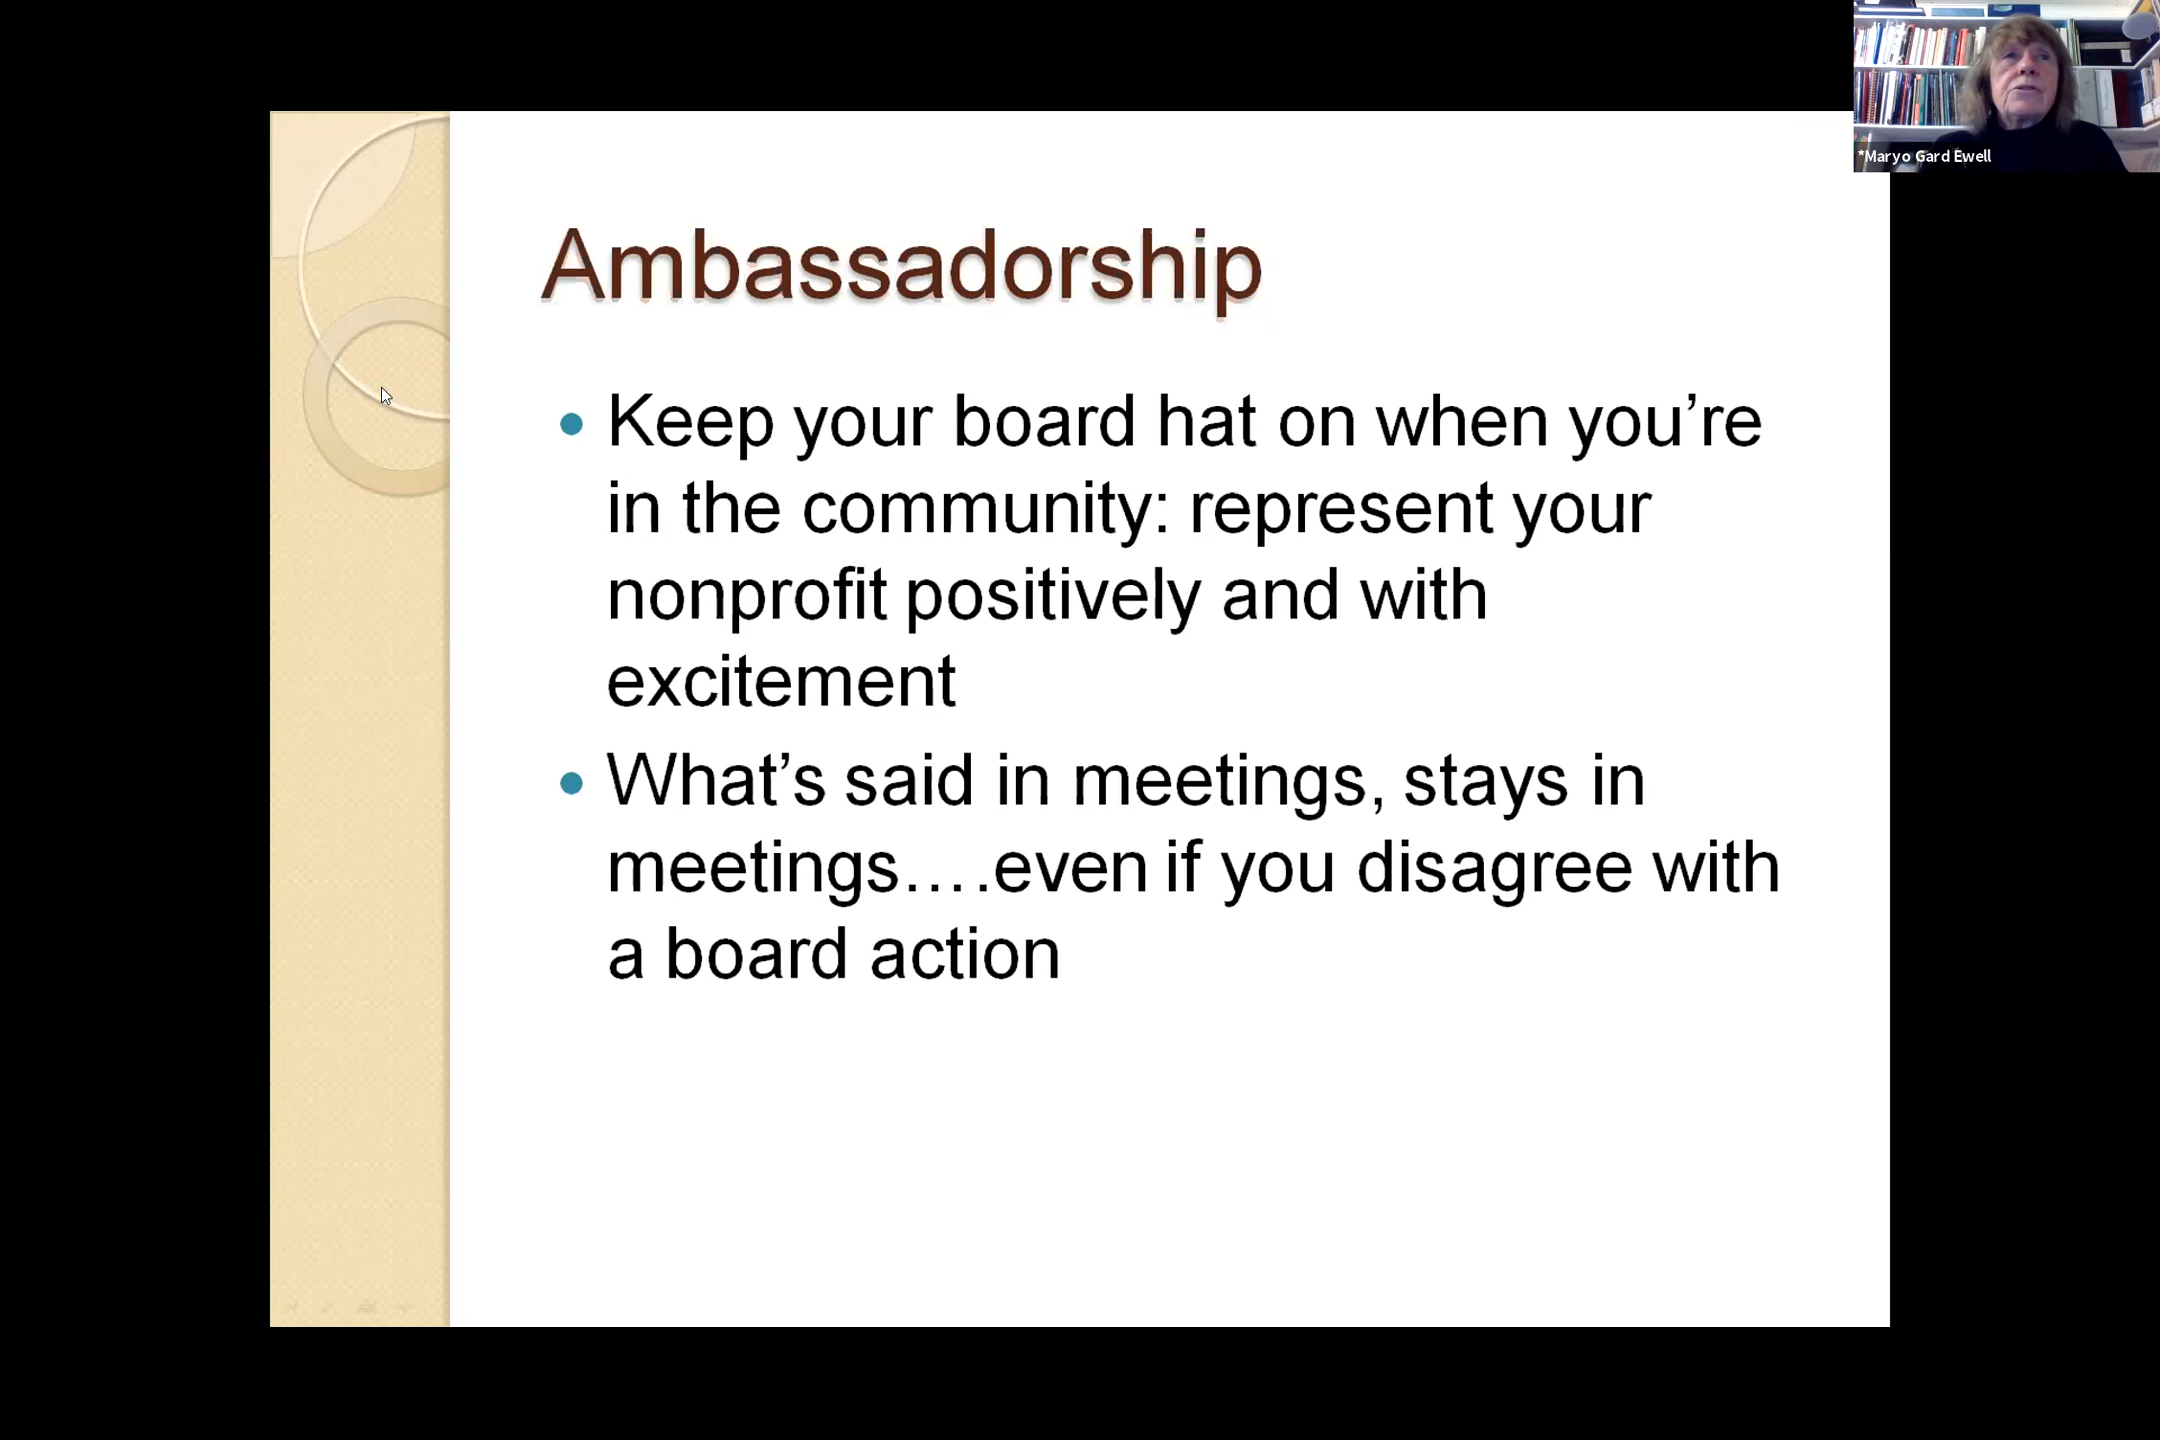 *Maryo Gard Ewell
Ambassadorship
• Keep your board hat on when you’re
in the community: represent your
nonprofit positively and with
excitement
• What’s said in meetings, stays in
meetings….even if you disagree with
a board action